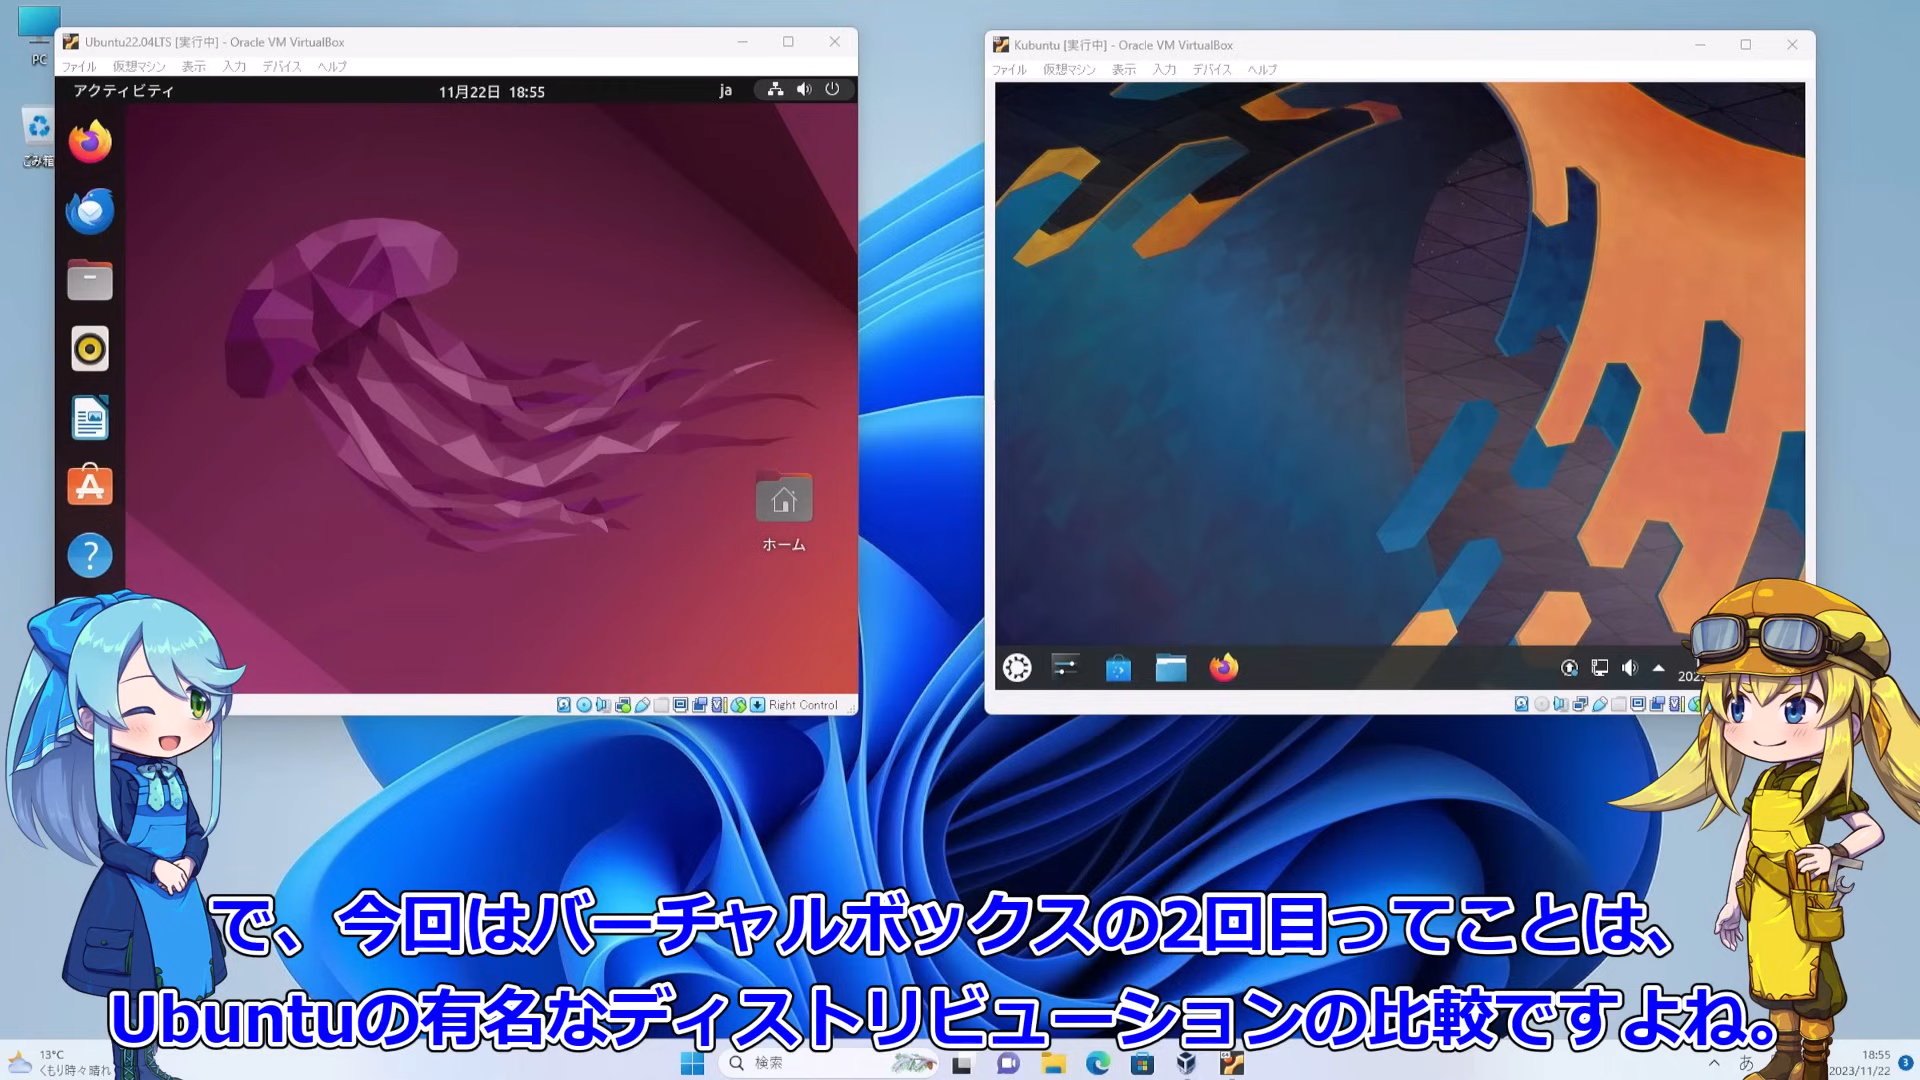 PC
ごみ箱
Ubuntu22.04LTS [実行中] - Oracle VM VirtualBox
ファイル 仮想マシン 表示 入力 デバイス ヘルプ
アクティビティ
11月22日 18:55
ja
ホーム
Right Control
Kubuntu [実行中] - Oracle VM VirtualBox
ファイル 仮想マシン 表示 入力 デバイス ヘルプ
で、今回はバーチャルボックスの2回目ってことは、
Ubuntuの有名なディストリビューションの比較ですよね。
13°C
くもり時々晴れ
検索
あ
18:55
2023/11/22
3